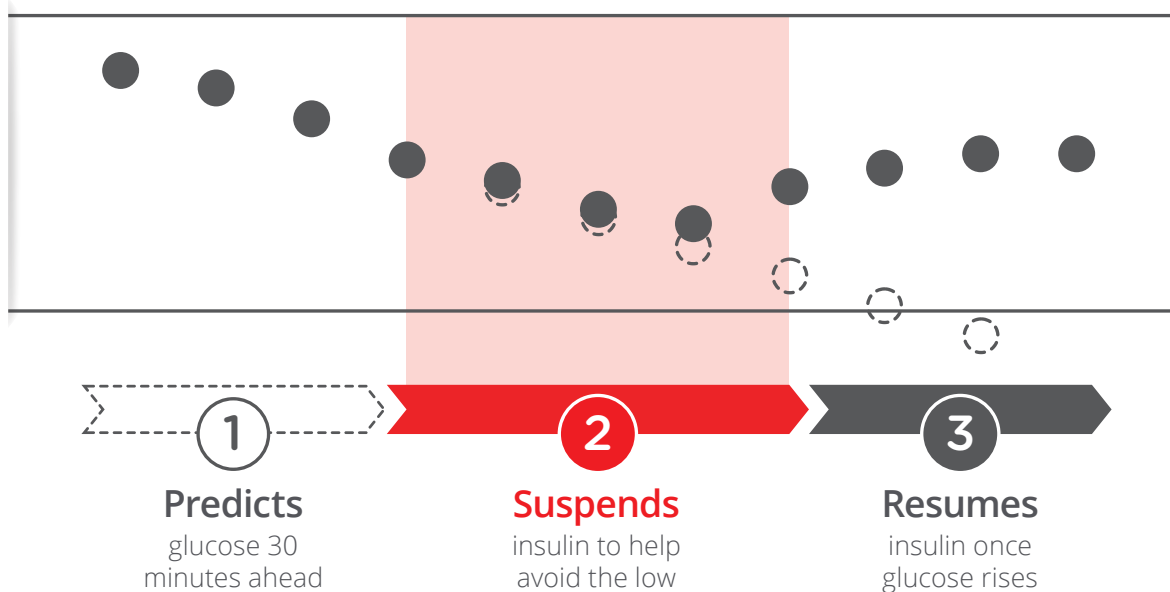 1
Predicts
glucose 30
minutes ahead
2
Suspends
insulin to help
avoid the low
3
Resumes
insulin once
glucose rises